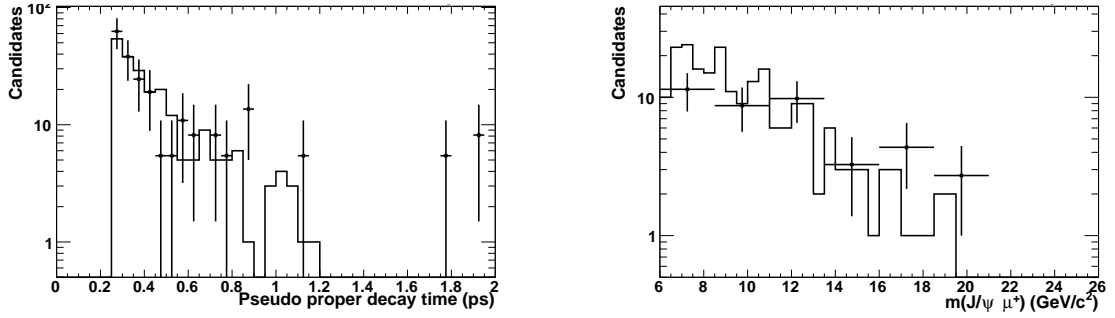 Candidates
10²
10
1
0 0.2 0.4 0.6 0.8 1 1.2 1.4 1.6 1.8 2
Pseudo proper decay time (ps)
Candidates
10
1
6 8 10 12 14 16 18 20 22 24 26
m(J/ψ μ⁺) (GeV/c²)